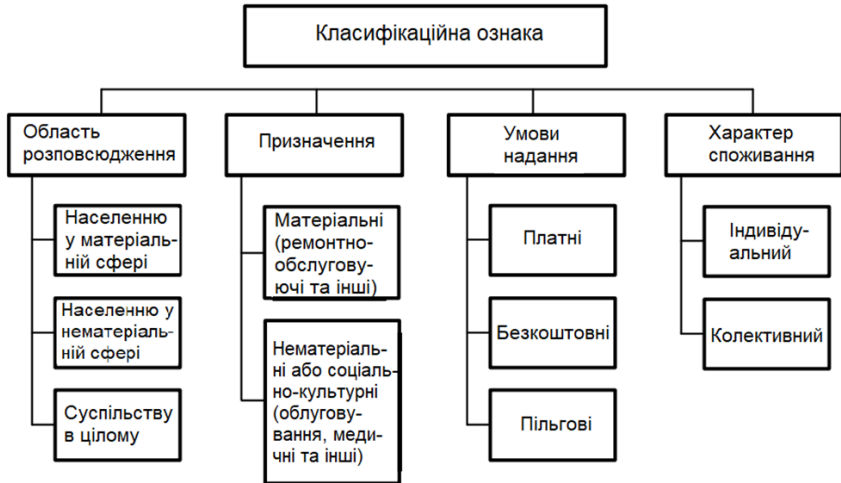 Класифікаційна ознака
Область
розповсюдження
Населенню
у матеріаль-
ній сфері
Населенню у
нематеріаль-
ній сфері
Суспільству
в цілому
Призначення
Матеріальні
(ремонтно-
обслугову-
ючі та інші)
Нематеріаль-
ні або соціаль-
но-культурні
(облугову-
вання, меди-
чні та інші)
Умови
надання
Платні
Безкоштовні
Пільгові
Характер
споживання
Індивіду-
альний
Колективний